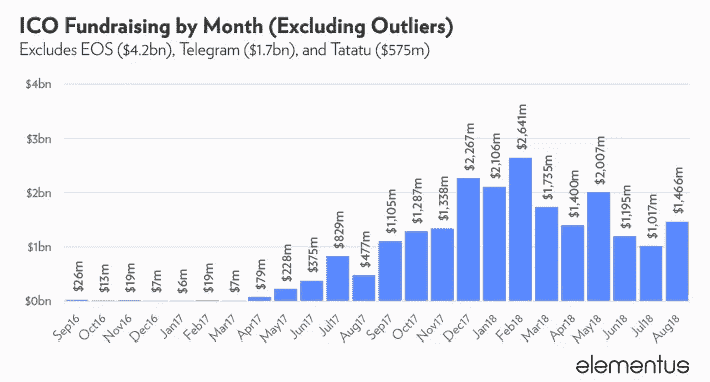 ICO Fundraising by Month (Excluding Outliers)
Excludes EOS ($4.2bn), Telegram ($1.7bn), and Tatatu ($575m)
$4bn
$3bn
$2bn
$1bn
$0bn
$26m
$13m
$19m
$7m
$6m
$19m
$7m
$79m
$228m
$375m
$829m
$477m
$1,105m
$1,287m
$1,338m
$2,267m
$2,106m
$2,641m
$1,735m
$1,400m
$2,007m
$1,195m
$1,017m
$1,466m
Sep16
Oct16
Nov16
Dec16
Jan17
Feb17
Mar17
Apr17
May17
Jun17
Jul17
Aug17
Sep17
Oct17
Nov17
Dec17
Jan18
Feb18
Mar18
Apr18
May18
Jun18
Jul18
Aug18
elementus